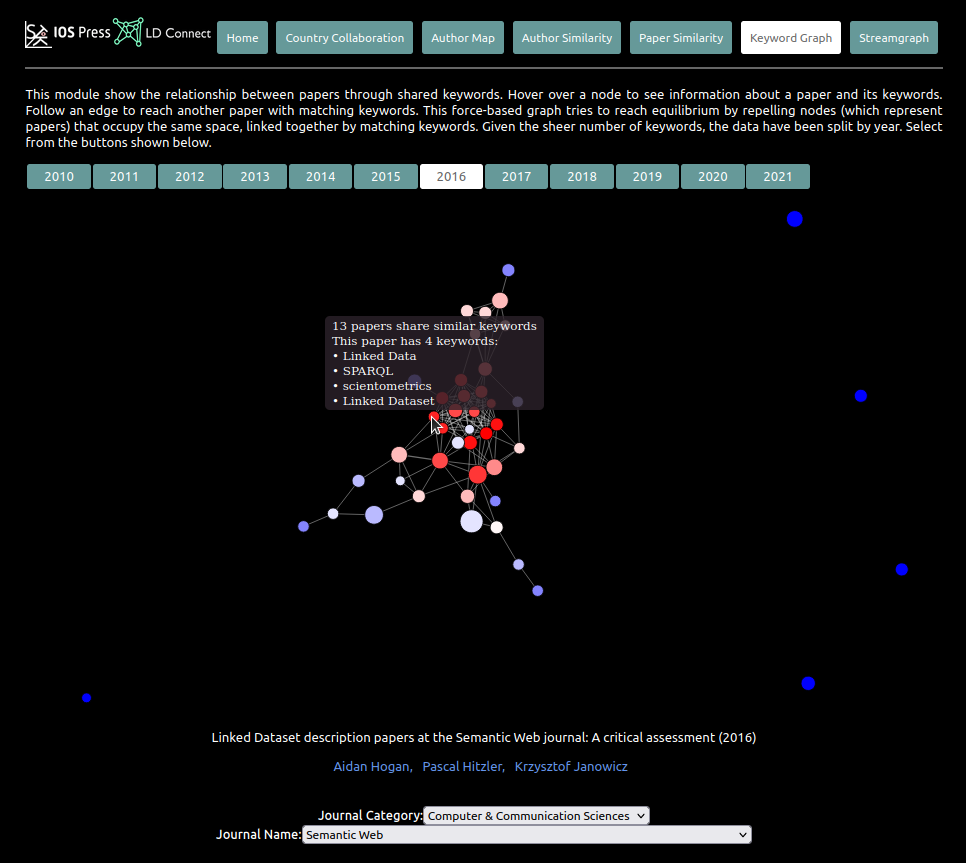 IOS Press LD Connect Home Country Collaboration Author Map Author Similarity Paper Similarity Keyword Graph Streamgraph
This module show the relationship between papers through shared keywords. Hover over a node to see information about a paper and its keywords.
Follow an edge to reach another paper with matching keywords. This force-based graph tries to reach equilibrium by repelling nodes (which represent
papers) that occupy the same space, linked together by matching keywords. Given the sheer number of keywords, the data have been split by year. Select
from the buttons shown below.
2010 2011 2012 2013 2014 2015 2016 2017 2018 2019 2020 2021
13 papers share similar keywords
This paper has 4 keywords:
• Linked Data
• SPARQL
• scientometrics
• Linked Dataset
Linked Dataset description papers at the Semantic Web journal: A critical assessment (2016)
Aidan Hogan, Pascal Hitzler, Krzysztof Janowicz
Journal Category: Computer & Communication Sciences
Journal Name: Semantic Web